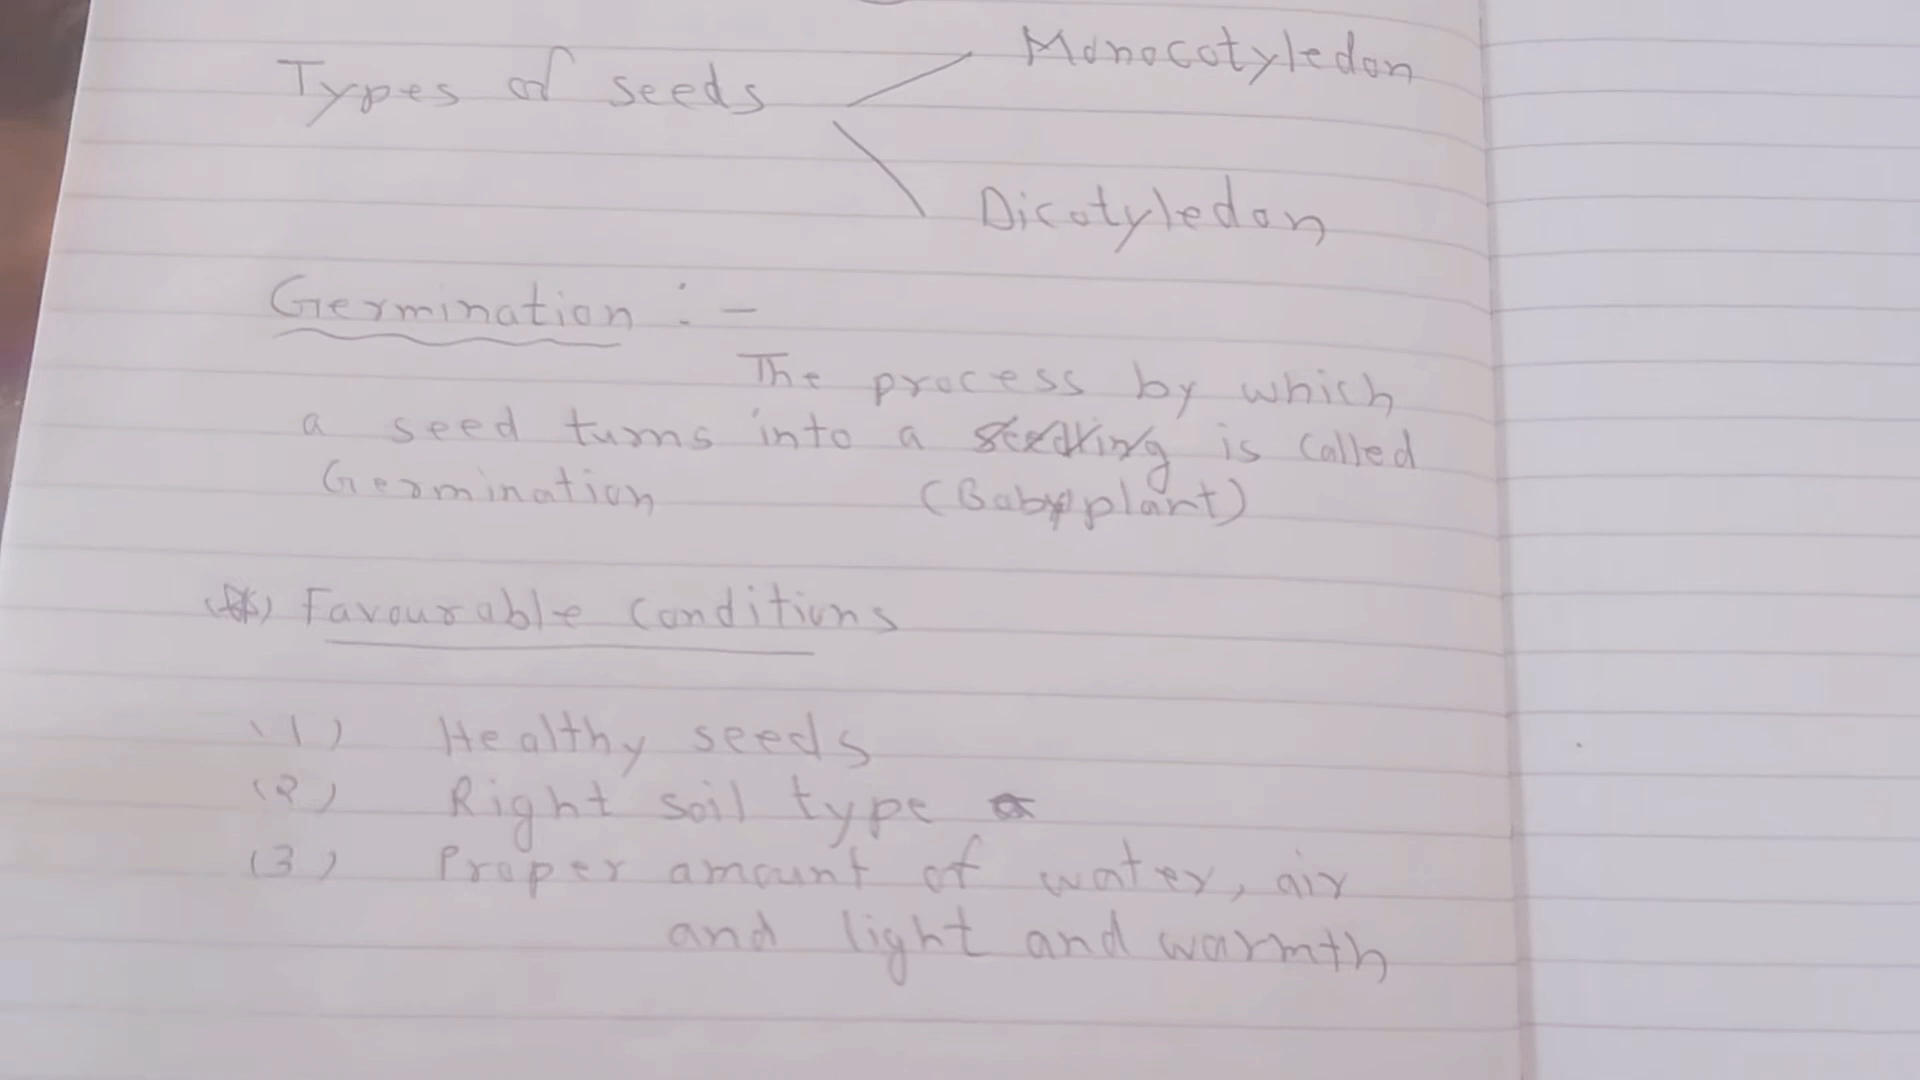 Types of seeds
Monocotyledon
Dicotyledon
Germination :-
The process by which
a seed turns into a seedling is called
Germination (Baby plant)
Favourable conditions
(1) Healthy seeds
(2) Right soil type
(3) Proper amount of water, air
and light and warmth